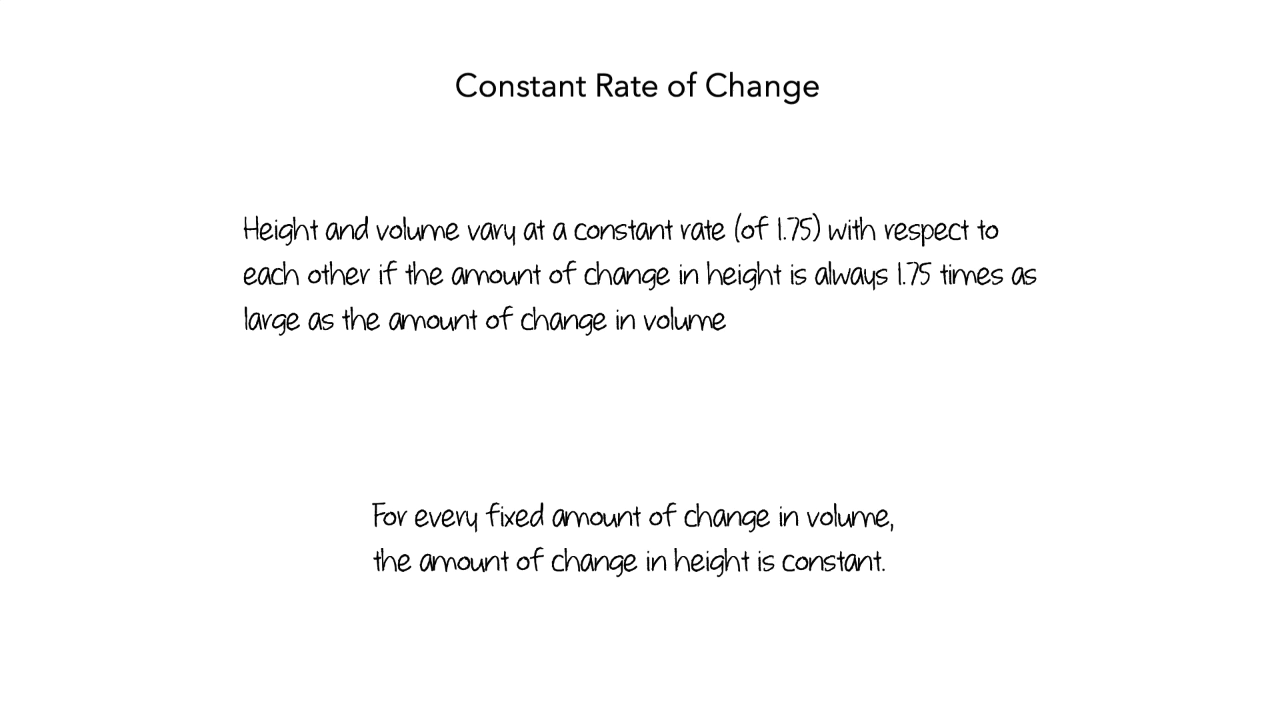 Constant Rate of Change
Height and volume vary at a constant rate (of 1.75) with respect to
each other if the amount of change in height is always 1.75 times as
large as the amount of change in volume
For every fixed amount of change in volume,
the amount of change in height is constant.